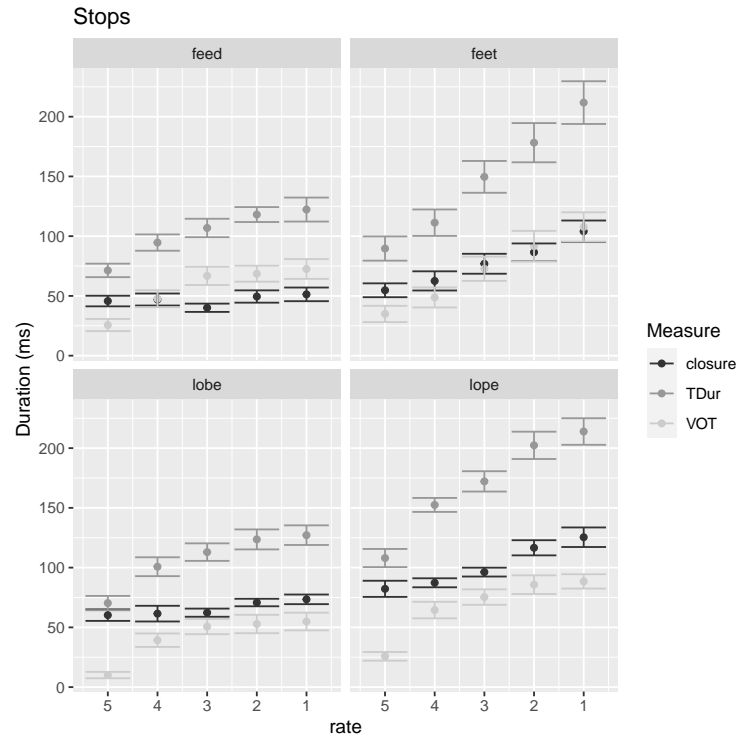 Stops
feed
feet
200
150
100
50
0
lobe
lope
200
150
100
50
0
5 4 3 2 1
5 4 3 2 1
rate
Duration (ms)
Measure
closure
TDur
VOT